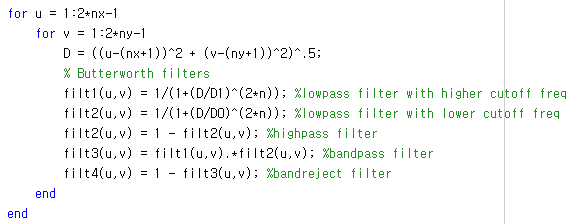 for u = 1:2*nx-1
for v = 1:2*ny-1
D = ((u-(nx+1))^2 + (v-(ny+1))^2)^.5;
% Butterworth filters
filt1(u,v) = 1/(1+(D/D1)^(2*n)); %lowpass filter with higher cutoff freq
filt2(u,v) = 1/(1+(D/D0)^(2*n)); %lowpass filter with lower cutoff freq
filt2(u,v) = 1 - filt2(u,v); %highpass filter
filt3(u,v) = filt1(u,v).*filt2(u,v); %bandpass filter
filt4(u,v) = 1 - filt3(u,v); %bandreject filter
end
end